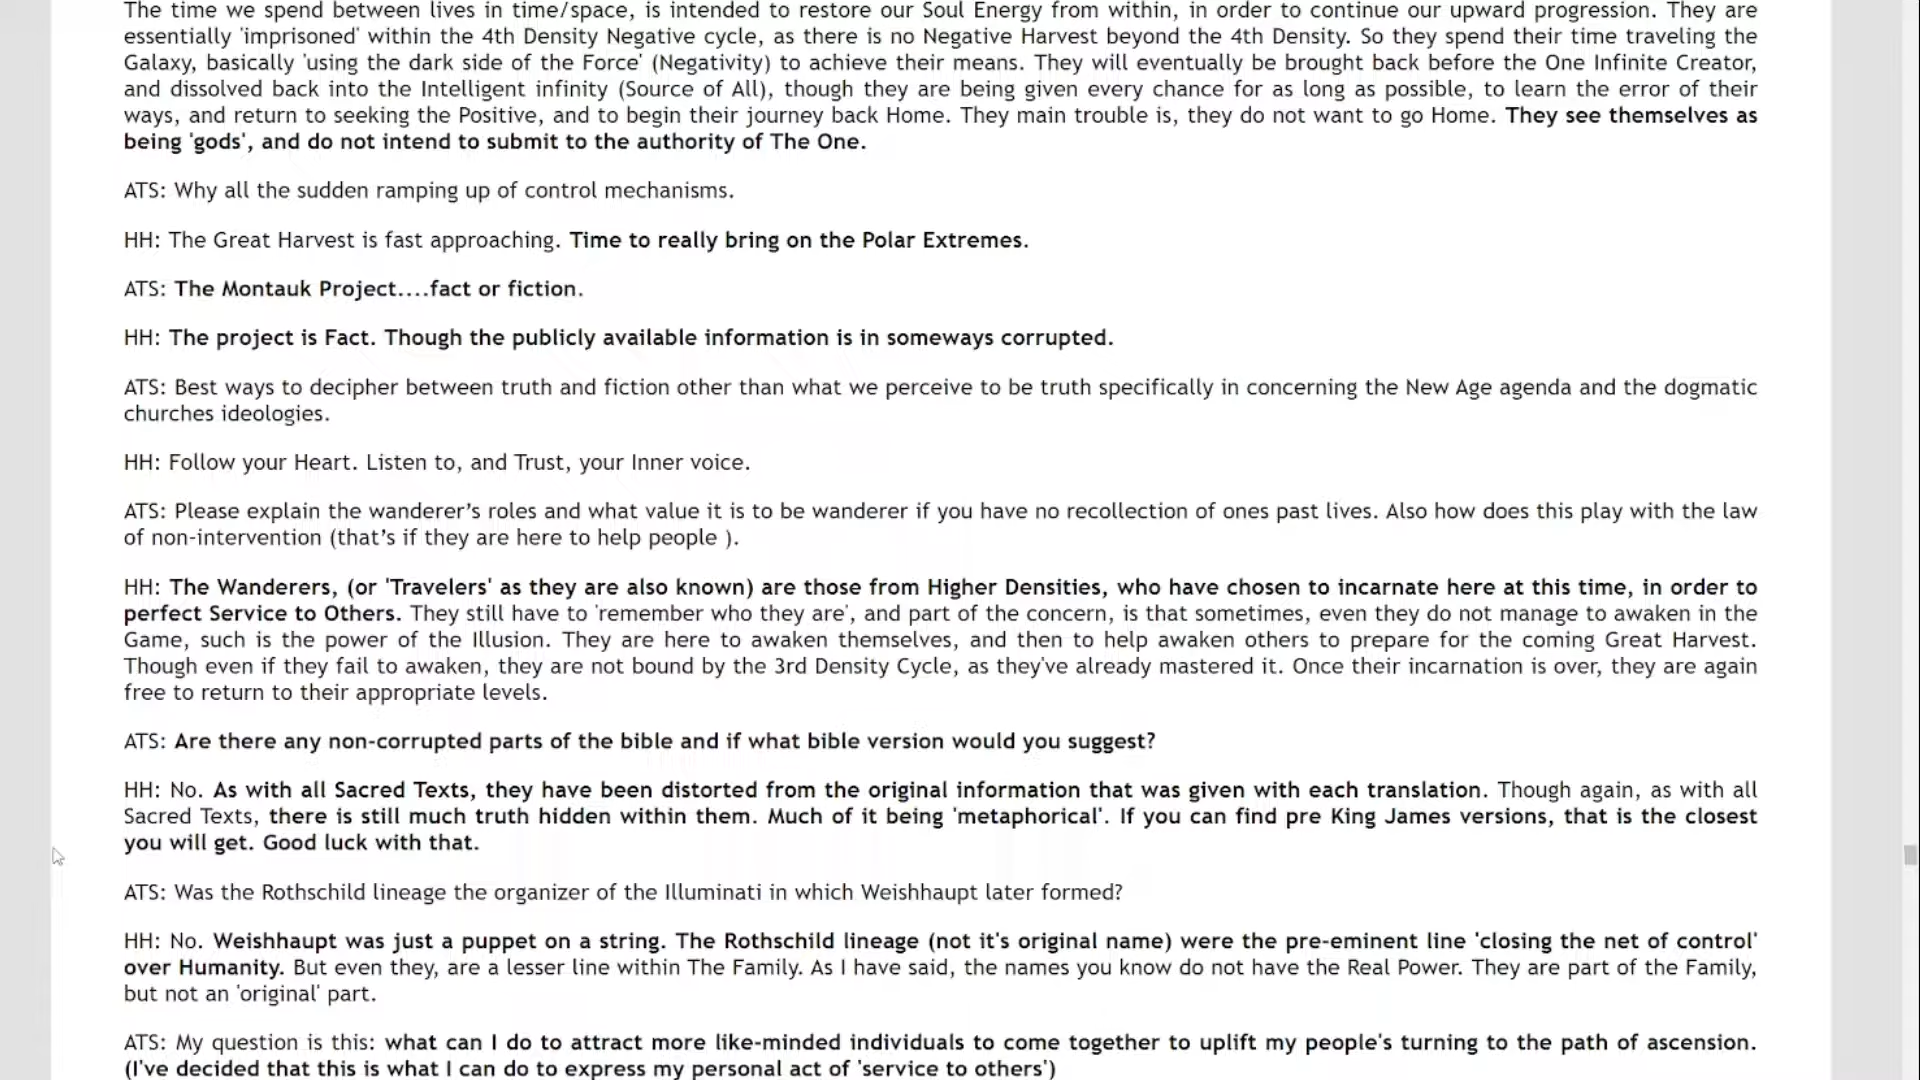 The time we spend between lives in time/space, is intended to restore our Soul Energy from within, in order to continue our upward progression. They are
essentially 'imprisoned' within the 4th Density Negative cycle, as there is no Negative Harvest beyond the 4th Density. So they spend their time traveling the
Galaxy, basically 'using the dark side of the Force' (Negativity) to achieve their means. They will eventually be brought back before the One Infinite Creator,
and dissolved back into the Intelligent infinity (Source of All), though they are being given every chance for as long as possible, to learn the error of their
ways, and return to seeking the Positive, and to begin their journey back Home. They main trouble is, they do not want to go Home. They see themselves as
being 'gods', and do not intend to submit to the authority of The One.
ATS: Why all the sudden ramping up of control mechanisms.
HH: The Great Harvest is fast approaching. Time to really bring on the Polar Extremes.
ATS: The Montauk Project....fact or fiction.
HH: The project is Fact. Though the publicly available information is in someways corrupted.
ATS: Best ways to decipher between truth and fiction other than what we perceive to be truth specifically in concerning the New Age agenda and the dogmatic
churches ideologies.
HH: Follow your Heart. Listen to, and Trust, your Inner voice.
ATS: Please explain the wanderer's roles and what value it is to be wanderer if you have no recollection of ones past lives. Also how does this play with the law
of non-intervention (that's if they are here to help people ).
HH: The Wanderers, (or 'Travelers' as they are also known) are those from Higher Densities, who have chosen to incarnate here at this time, in order to
perfect Service to Others. They still have to 'remember who they are', and part of the concern, is that sometimes, even they do not manage to awaken in the
Game, such is the power of the Illusion. They are here to awaken themselves, and then to help awaken others to prepare for the coming Great Harvest.
Though even if they fail to awaken, they are not bound by the 3rd Density Cycle, as they've already mastered it. Once their incarnation is over, they are again
free to return to their appropriate levels.
ATS: Are there any non-corrupted parts of the bible and if what bible version would you suggest?
HH: No. As with all Sacred Texts, they have been distorted from the original information that was given with each translation. Though again, as with all
Sacred Texts, there is still much truth hidden within them. Much of it being 'metaphorical'. If you can find pre King James versions, that is the closest
you will get. Good luck with that.
ATS: Was the Rothschild lineage the organizer of the Illuminati in which Weishhaupt later formed?
HH: No. Weishhaupt was just a puppet on a string. The Rothschild lineage (not it's original name) were the pre-eminent line 'closing the net of control'
over Humanity. But even they, are a lesser line within The Family. As I have said, the names you know do not have the Real Power. They are part of the Family,
but not an 'original' part.
ATS: My question is this: what can I do to attract more like-minded individuals to come together to uplift my people's turning to the path of ascension.
(I've decided that this is what I can do to express my personal act of 'service to others')